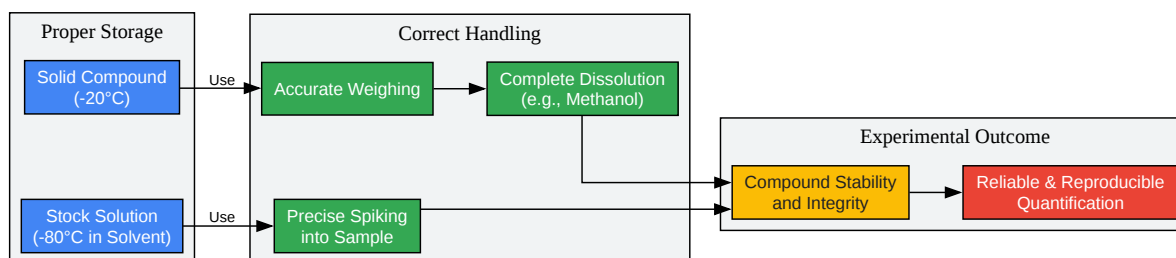 Proper Storage
Solid Compound
(-20°C)
Stock Solution
(-80°C in Solvent)
Use
Use
Correct Handling
Accurate Weighing
Complete Dissolution
(e.g., Methanol)
Precise Spiking
into Sample
Experimental Outcome
Compound Stability
and Integrity
Reliable & Reproducible
Quantification